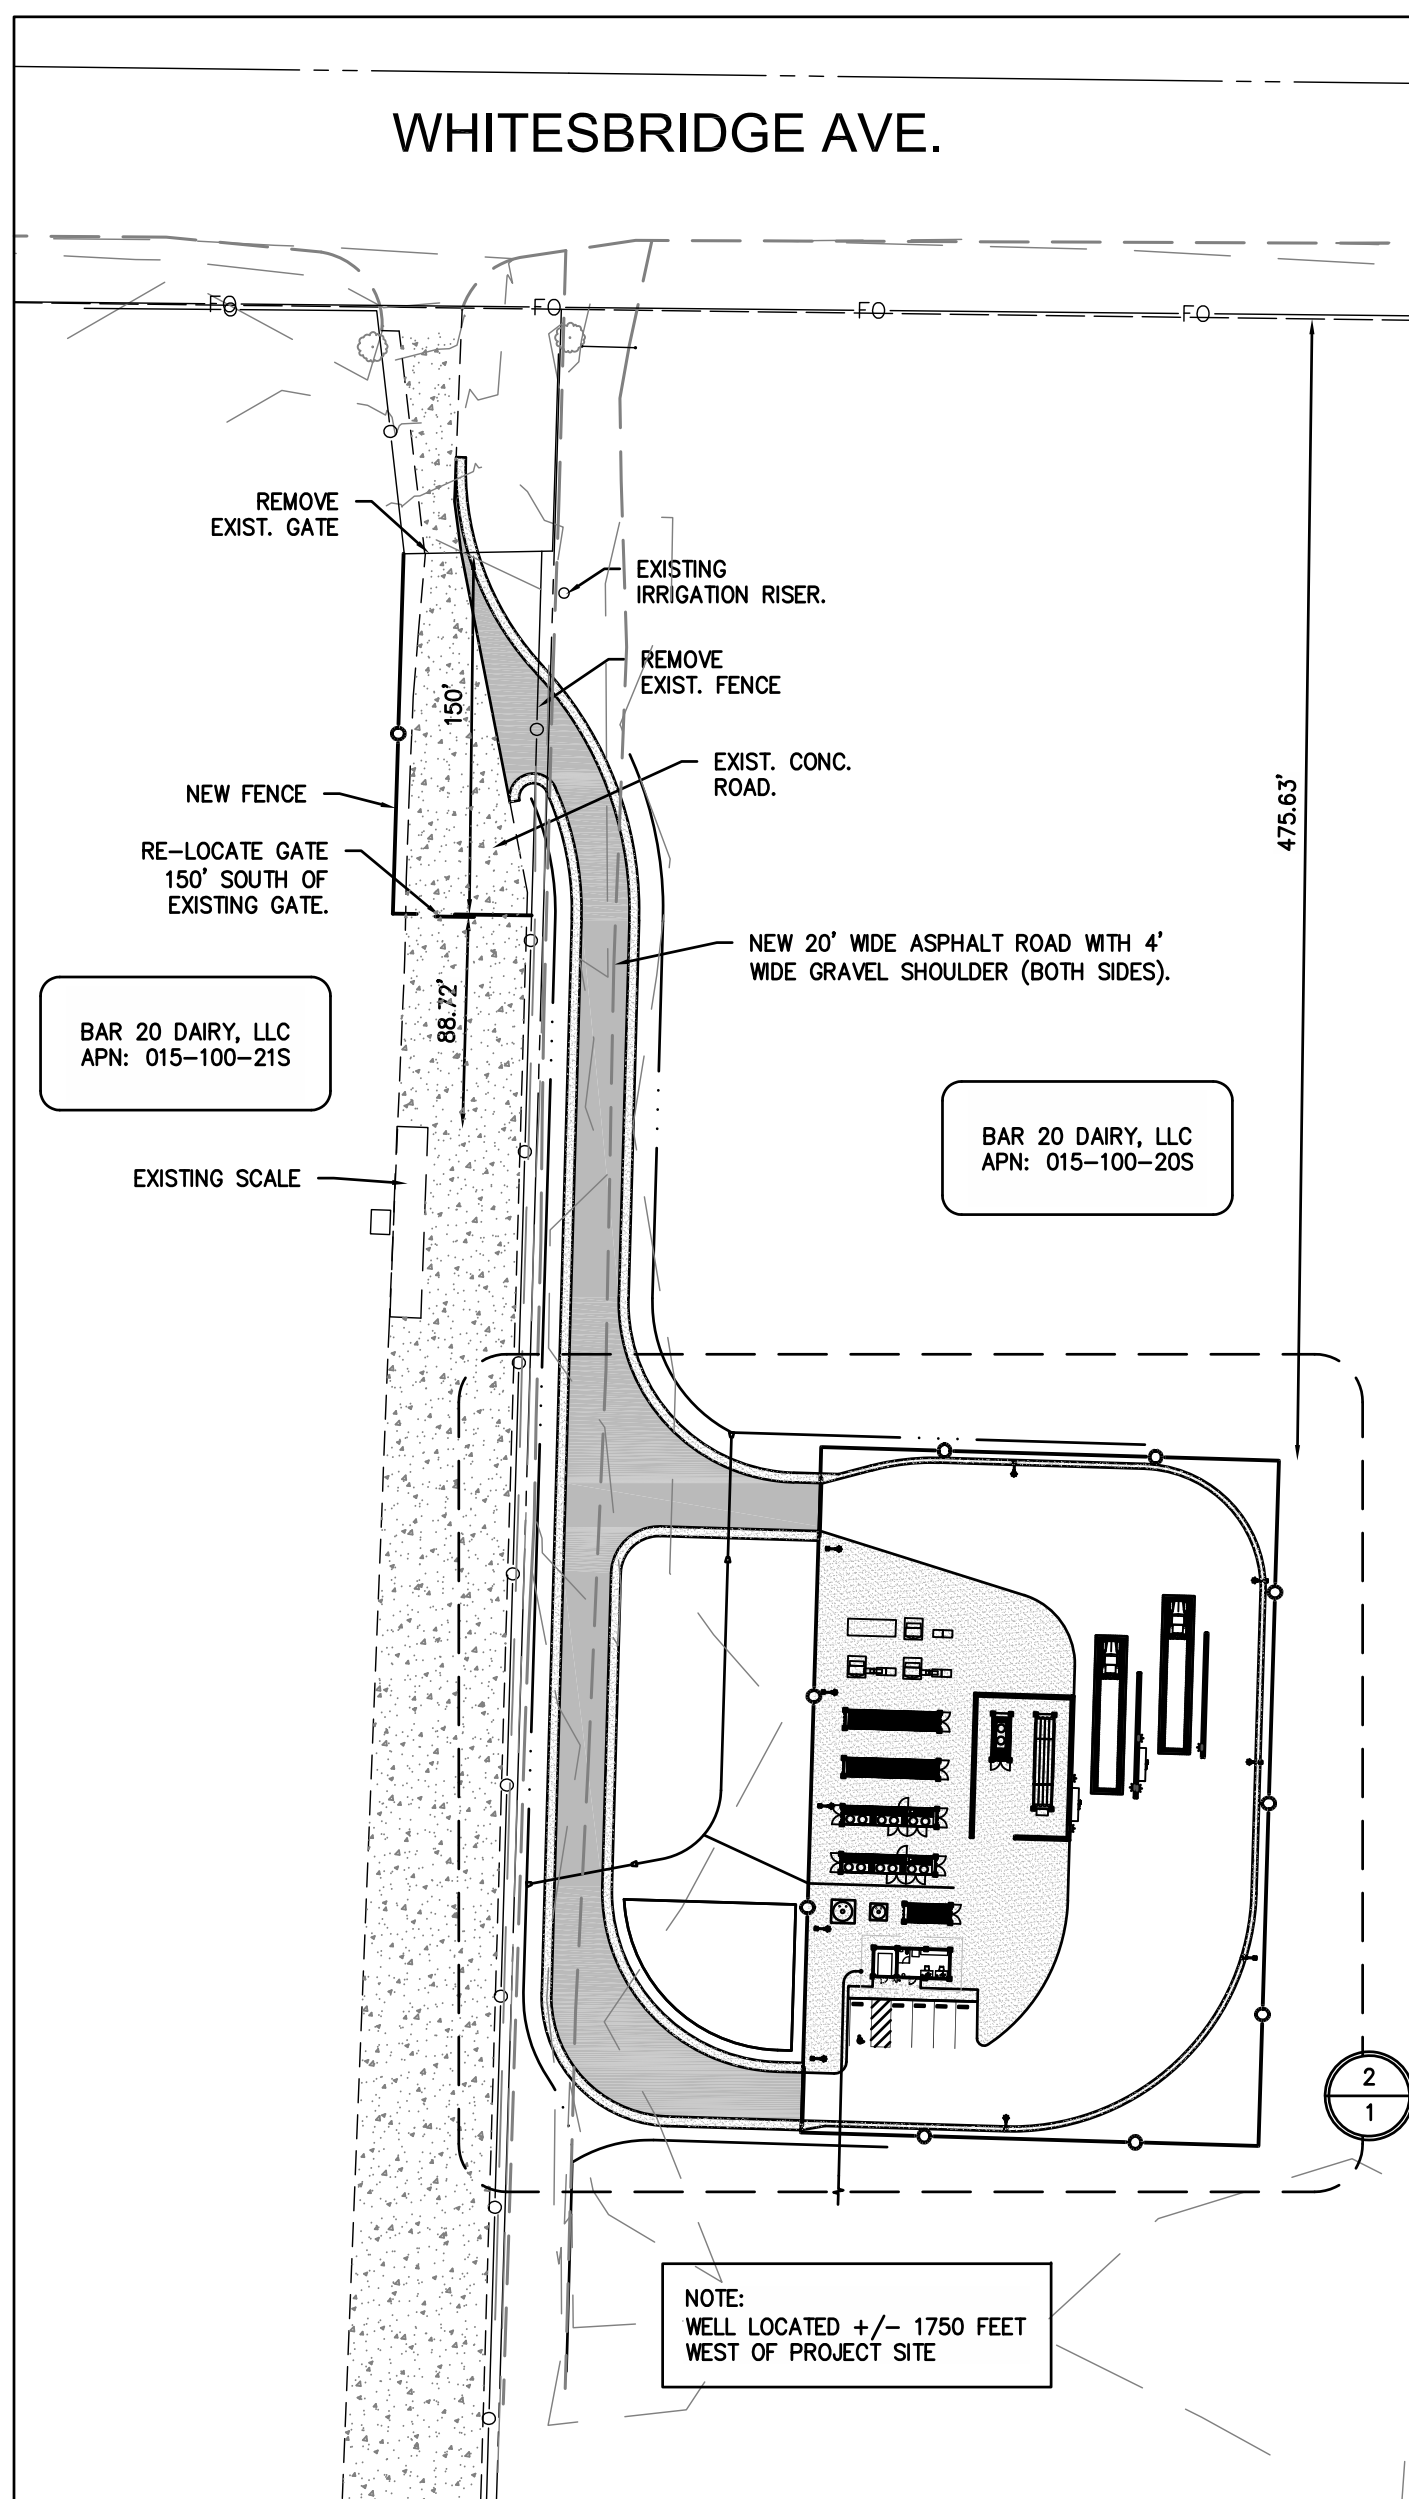 WHITESBRIDGE AVE.
FO
FO
FO
FO
REMOVE
EXIST. GATE
EXISTING
IRRIGATION RISER.
REMOVE
EXIST. FENCE
150'
EXIST. CONC.
ROAD.
NEW FENCE
475.63'
RE-LOCATE GATE
150' SOUTH OF
EXISTING GATE.
NEW 20' WIDE ASPHALT ROAD WITH 4'
WIDE GRAVEL SHOULDER (BOTH SIDES).
88.72'
BAR 20 DAIRY, LLC
APN: 015-100-21S
BAR 20 DAIRY, LLC
APN: 015-100-20S
EXISTING SCALE
2
1
NOTE:
WELL LOCATED +/- 1750 FEET
WEST OF PROJECT SITE